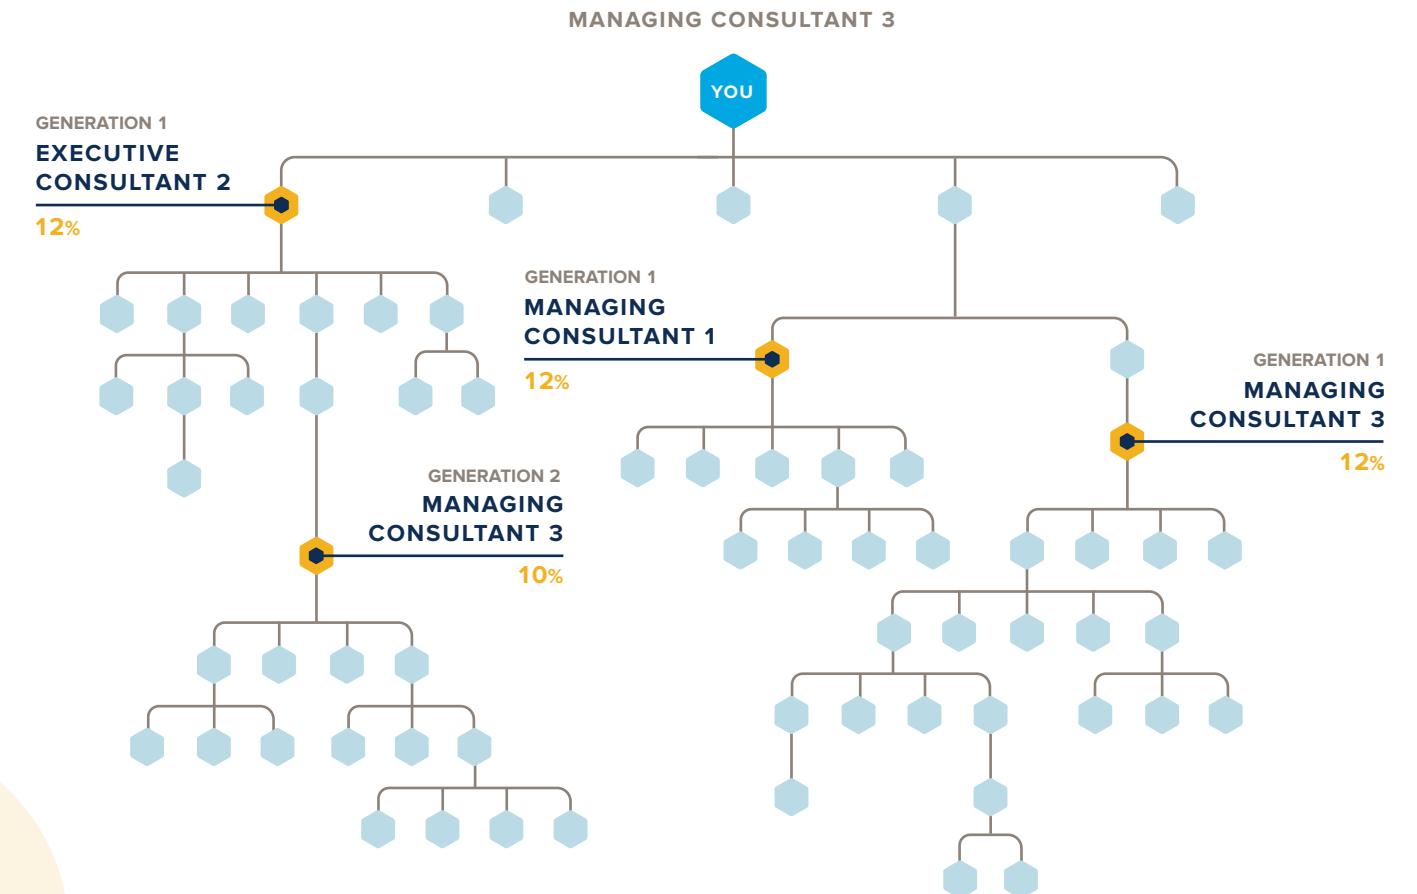 MANAGING CONSULTANT 3
YOU
GENERATION 1
EXECUTIVE
CONSULTANT 2
12%
GENERATION 1
MANAGING
CONSULTANT 1
12%
GENERATION 1
MANAGING
CONSULTANT 3
12%
GENERATION 2
MANAGING
CONSULTANT 3
10%